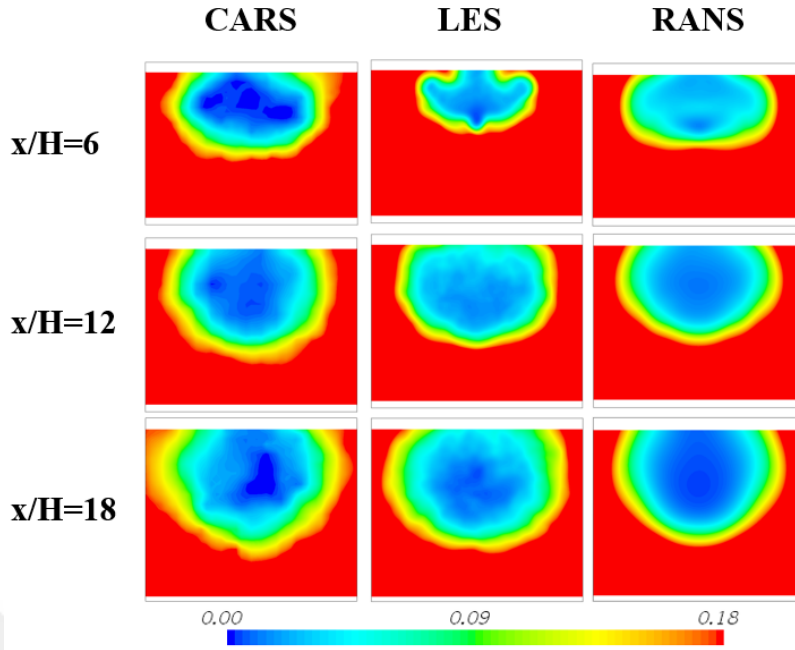 CARS LES RANS
x/H=6
x/H=12
x/H=18
0.00 0.09 0.18